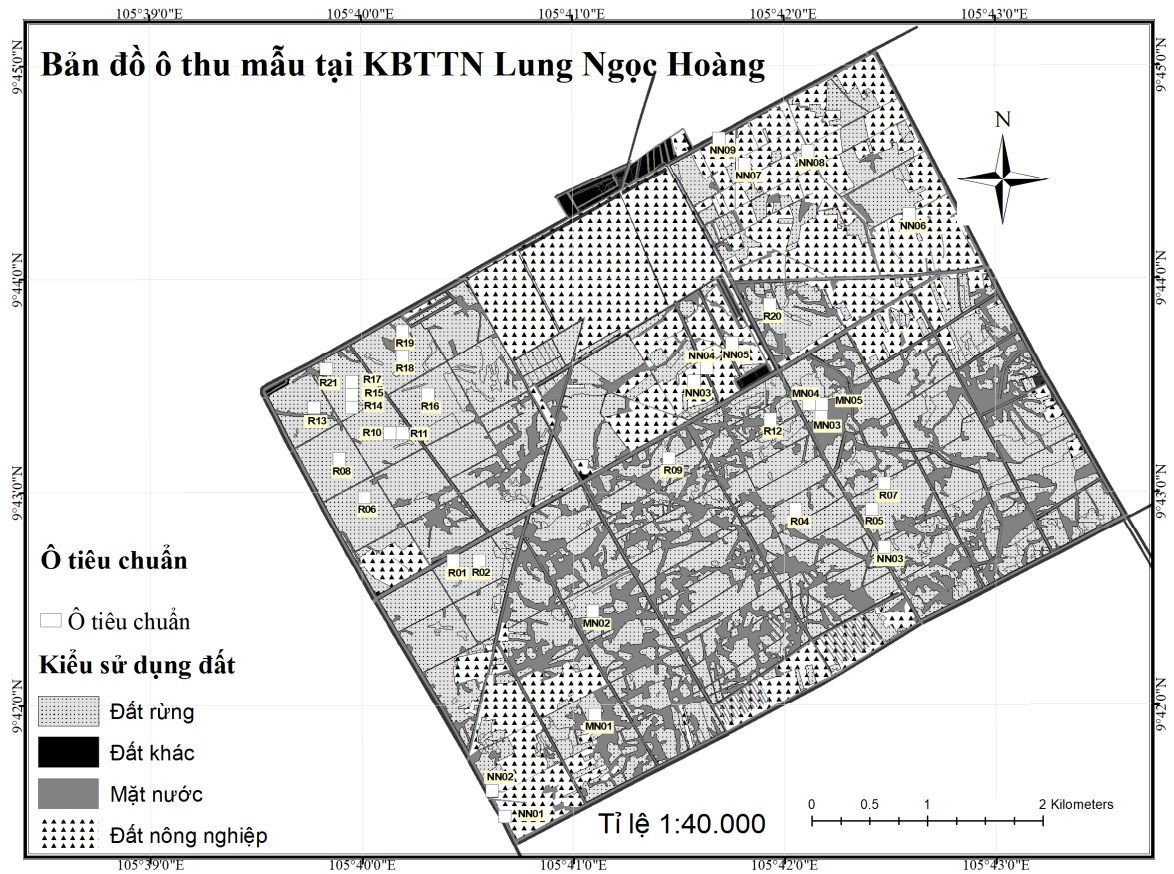 105°39'0"E 105°40'0"E 105°41'0"E 105°42'0"E 105°43'0"E
Bản đồ ô thu mẫu tại KBTTN Lung Ngọc Hoàng
9°45'0"N 9°45'0"N
N
NN09
NN07
NN08
NN06
9°44'0"N 9°44'0"N
R20
R19
NN04 NN05
R18
R21
R17
R15
NN03
MN04 MN05
R14
R16
R13
MN03
R12
R10 R11
R08
R09
9°43'0"N 9°43'0"N
R07
R06
R04 R05
NN03
Ô tiêu chuẩn
R01 R02
Ô tiêu chuẩn
MN02
Kiểu sử dụng đất
9°42'0"N 9°42'0"N
Đất rừng
MN01
Đất khác
NN02
Mặt nước
NN01
0 0.5 1 2 Kilometers
Tỉ lệ 1:40.000
Đất nông nghiệp
105°39'0"E 105°40'0"E 105°41'0"E 105°42'0"E 105°43'0"E